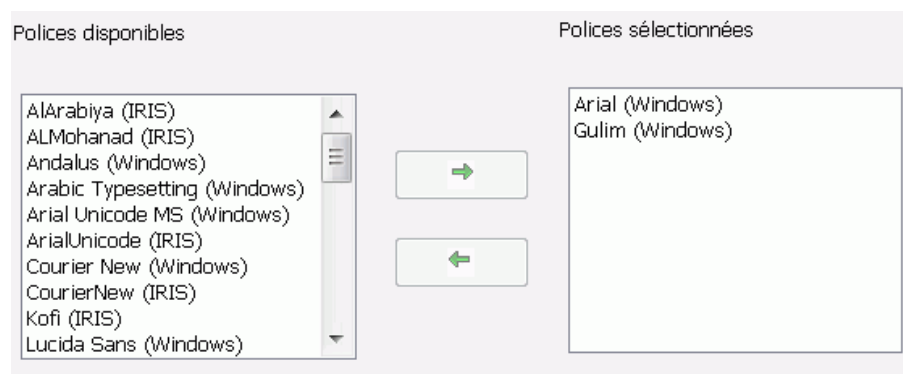 Polices disponibles
AlArabiya (IRIS)
ALMohanad (IRIS)
Andalus (Windows)
Arabic Typesetting (Windows)
Arial Unicode MS (Windows)
ArialUnicode (IRIS)
Courier New (Windows)
CourierNew (IRIS)
Kofi (IRIS)
Lucida Sans (Windows)
Polices sélectionnées
Arial (Windows)
Gulim (Windows)